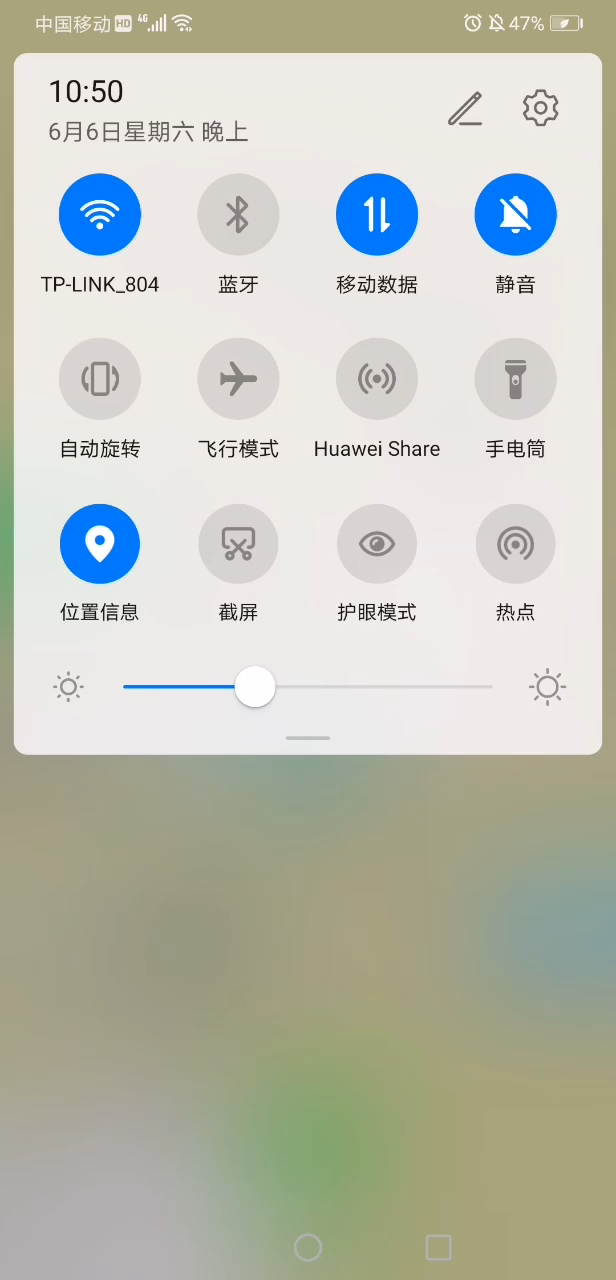 中国移动 HD 4G 47%
10:50
6月6日星期六 晚上
TP-LINK_804 蓝牙 移动数据 静音
自动旋转 飞行模式 Huawei Share 手电筒
位置信息 截屏 护眼模式 热点